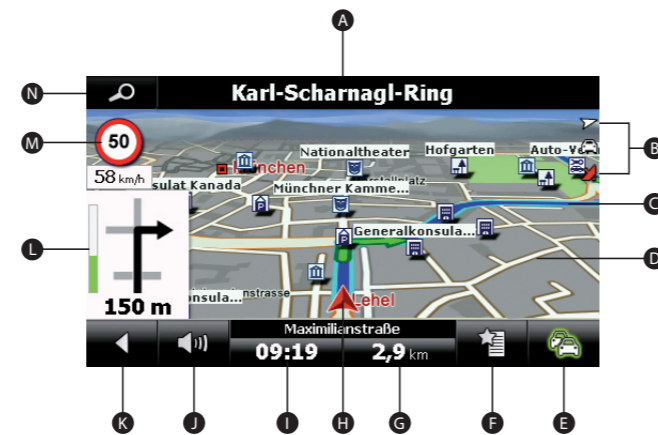 A
N
Karl-Scharnagl-Ring
M
50
B
58 km/h
Nationaltheater
Hofgarten
München
sulat Kanada
Münchner Kamme...
C
Generalkonsula...
L
D
150 m
onsula...
nstrasse
Lehel
Maximilianstraße
09:19
2,9 km
K
J
I
H
G
F
E